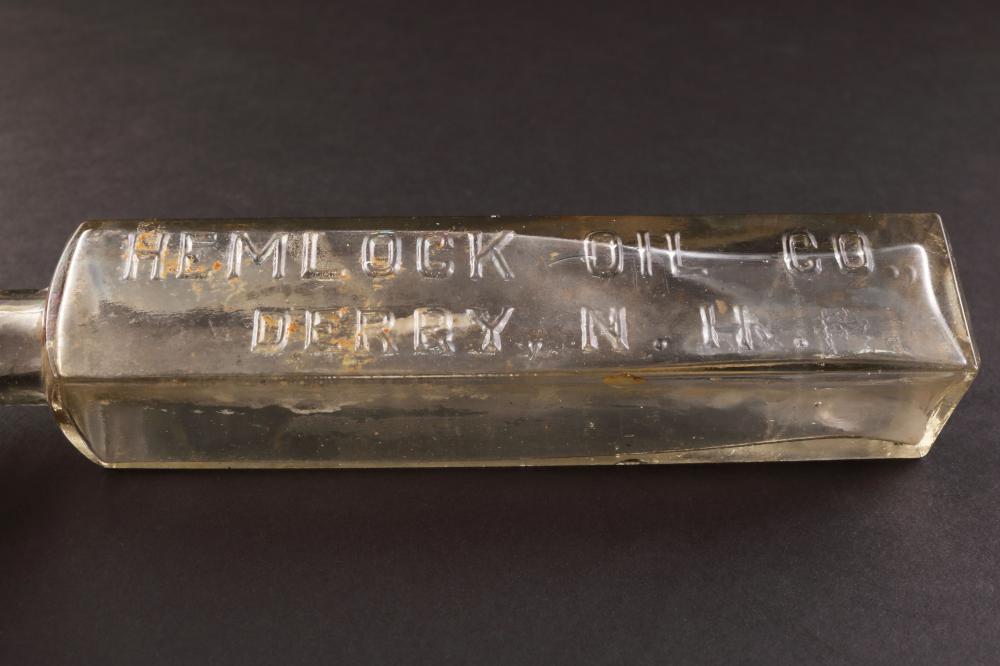 HEMLOCK OIL CO.
DERRY, N. H.